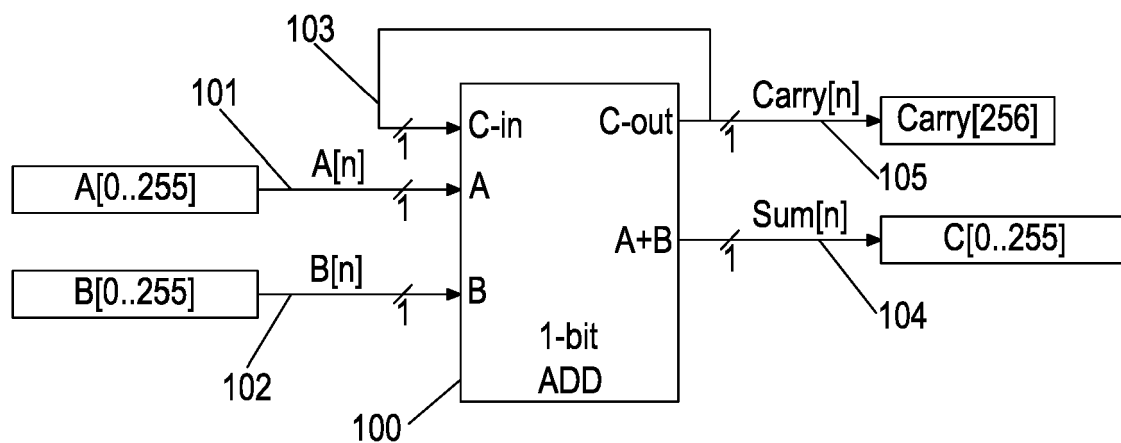 103
101
C-in
C-out
Carry[n]
Carry[256]
1
1
105
A[0..255]
A[n]
A
1
Sum[n]
A+B
C[0..255]
1
B[0..255]
B[n]
B
1
104
102
1-bit
ADD
100